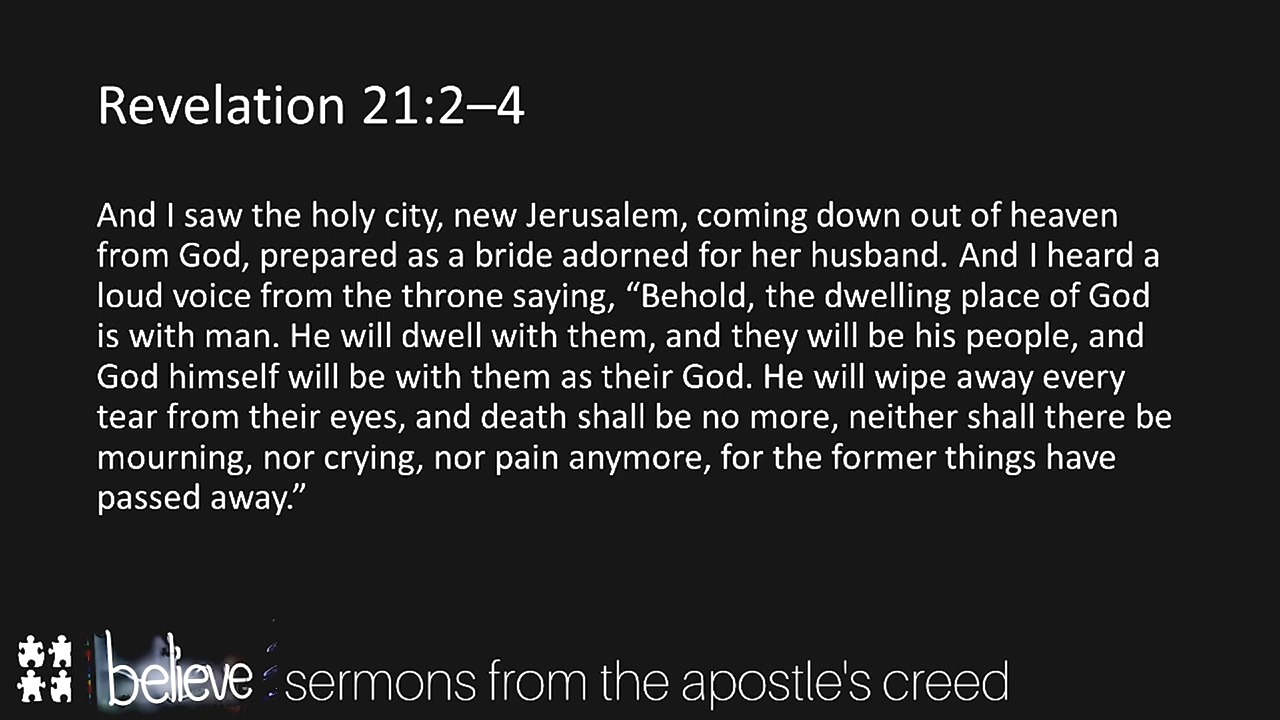 Revelation 21:2–4
And I saw the holy city, new Jerusalem, coming down out of heaven
from God, prepared as a bride adorned for her husband. And I heard a
loud voice from the throne saying, “Behold, the dwelling place of God
is with man. He will dwell with them, and they will be his people, and
God himself will be with them as their God. He will wipe away every
tear from their eyes, and death shall be no more, neither shall there be
mourning, nor crying, nor pain anymore, for the former things have
passed away.”
believe sermons from the apostle's creed